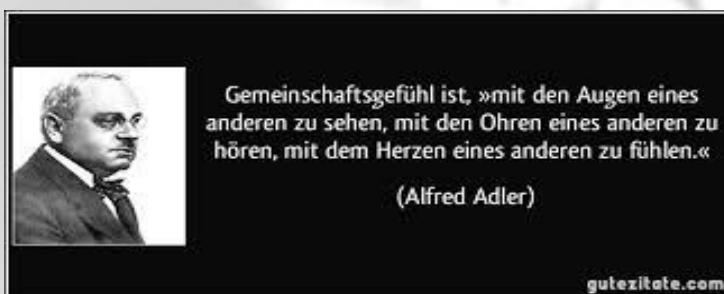 Gemeinschaftsgefühl ist, »mit den Augen eines
anderen zu sehen, mit den Ohren eines anderen zu
hören, mit dem Herzen eines anderen zu fühlen.«
(Alfred Adler)
gutezitate.com